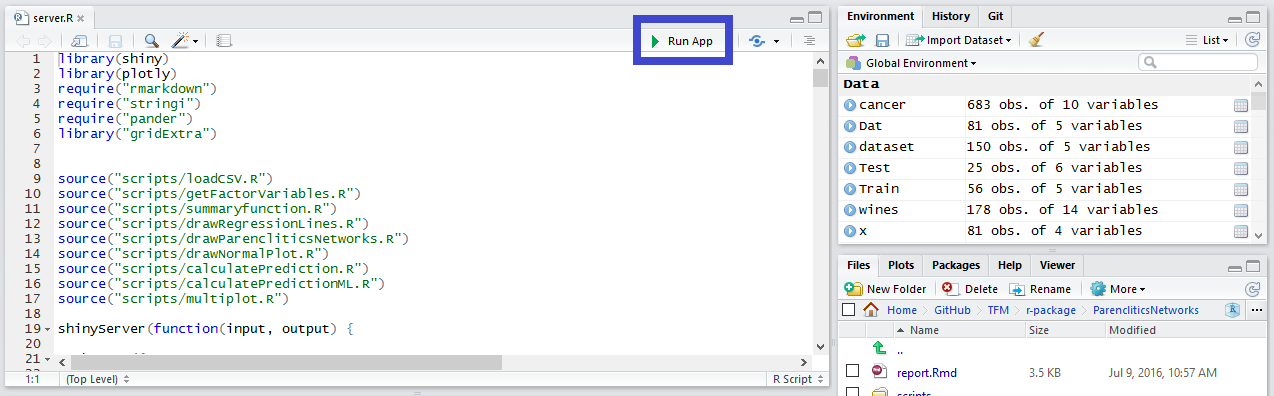 server.R
Run App
1 library(shiny)
2 library(plotly)
3 require("rmarkdown")
4 require("stringi")
5 require("pander")
6 library("gridExtra")
7
8
9 source("scripts/loadCSV.R")
10 source("scripts/getFactorVariables.R")
11 source("scripts/summaryfunction.R")
12 source("scripts/drawRegressionLines.R")
13 source("scripts/drawParencliticsNetworks.R")
14 source("scripts/drawNormalPlot.R")
15 source("scripts/calculatePrediction.R")
16 source("scripts/calculatePredictionML.R")
17 source("scripts/multiplot.R")
18
19 shinyServer(function(input, output) {
20
21
1:1 (Top Level) R Script
Environment History Git
Import Dataset List
Global Environment
Data
cancer 683 obs. of 10 variables
Dat 81 obs. of 5 variables
dataset 150 obs. of 5 variables
Test 25 obs. of 6 variables
Train 56 obs. of 5 variables
wines 178 obs. of 14 variables
x 81 obs. of 4 variables
Files Plots Packages Help Viewer
New Folder Delete Rename More
Home GitHub TFM r-package ParencliticsNetworks ...
Name Size Modified
..
report.Rmd 3.5 KB Jul 9, 2016, 10:57 AM
scripts